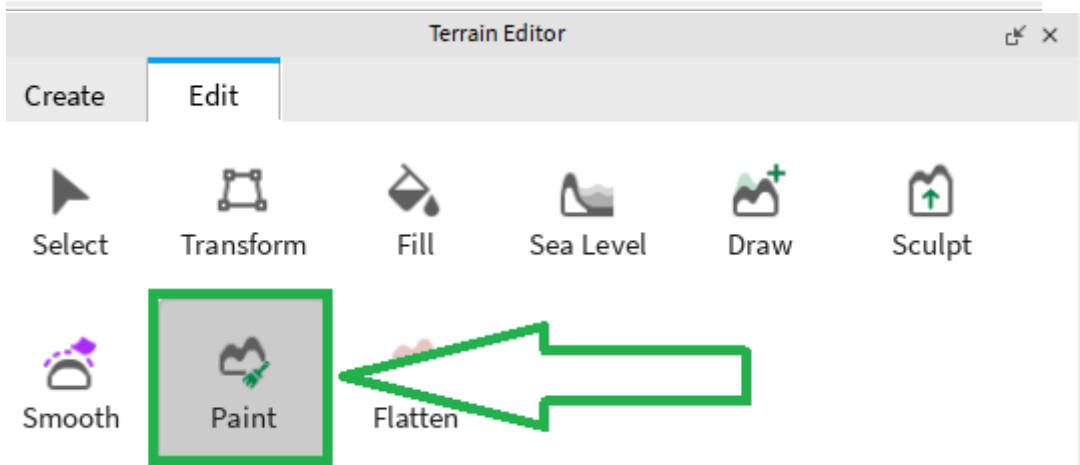 Terrain Editor
Create Edit
Select Transform Fill Sea Level Draw Sculpt
Smooth Paint Flatten